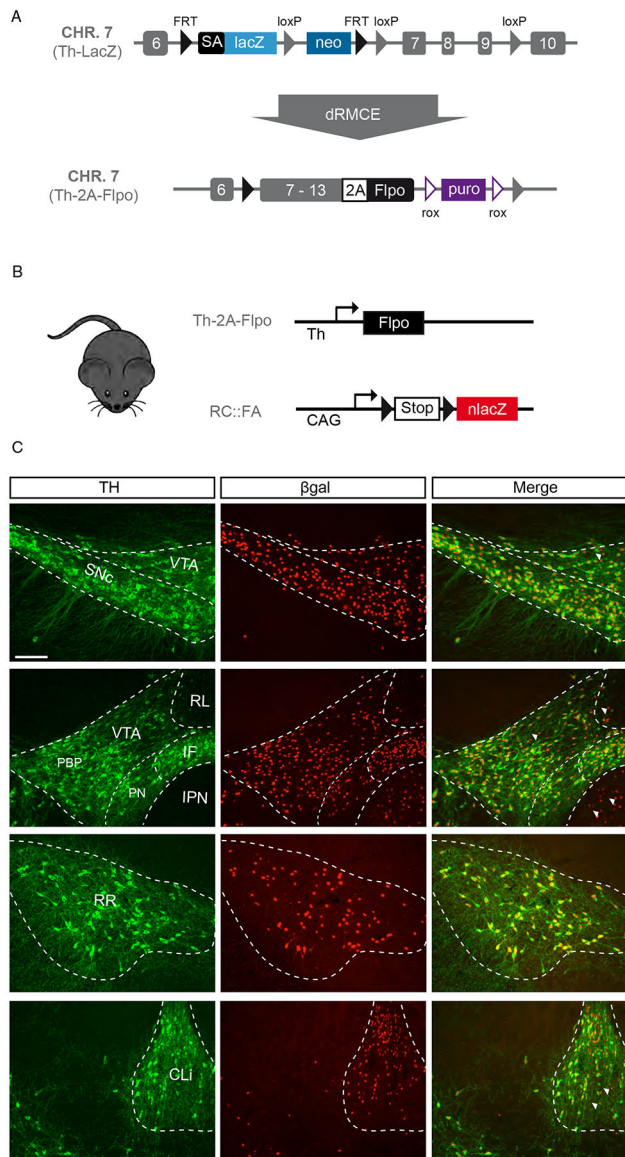 A
FRT loxP FRT loxP loxP
CHR. 7
(Th-LacZ)
6 SA lacZ neo 7 8 9 10
dRMCE
CHR. 7
(Th-2A-Flpo)
6 7 - 13 2A Flpo puro
rox rox
B
Th-2A-Flpo
Th Flpo
RC::FA
CAG Stop nlacZ
C
TH βgal Merge
VTA
SNc
RL
VTA
IF
PBP
PN
IPN
RR
CLi